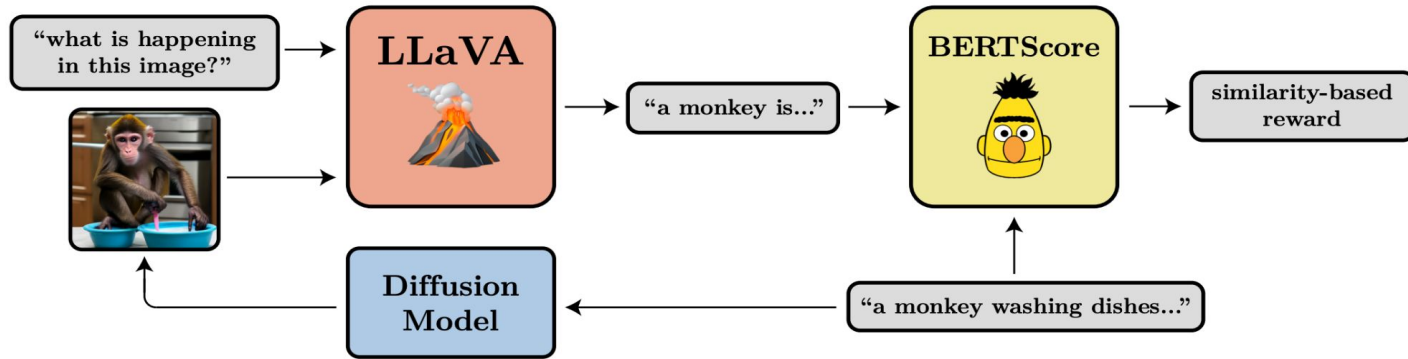 “what is happening
in this image?”
LLaVA
“a monkey is...”
BERTScore
similarity-based
reward
Diffusion
Model
“a monkey washing dishes...”